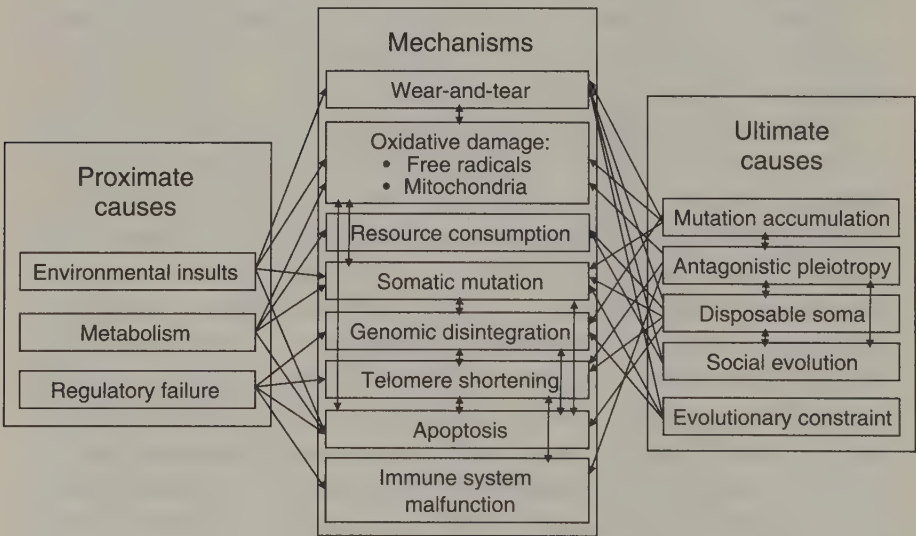 Proximate
causes
Environmental insults
Metabolism
Regulatory failure
Mechanisms
Wear-and-tear
Oxidative damage:
• Free radicals
• Mitochondria
Resource consumption
Somatic mutation
Genomic disintegration
Telomere shortening
Apoptosis
Immune system
malfunction
Ultimate
causes
Mutation accumulation
Antagonistic pleiotropy
Disposable soma
Social evolution
Evolutionary constraint